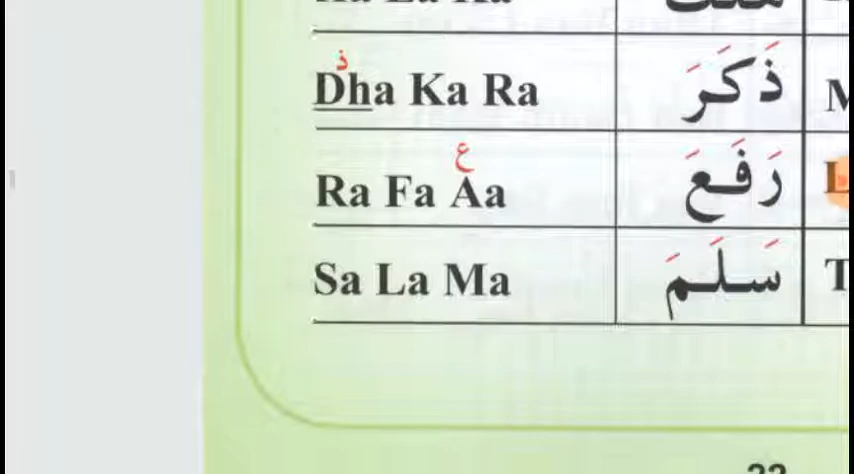 Dha Ka Ra ذَكَرَ
Ra Fa Aa رَفَعَ
Sa La Ma سَلَمَ